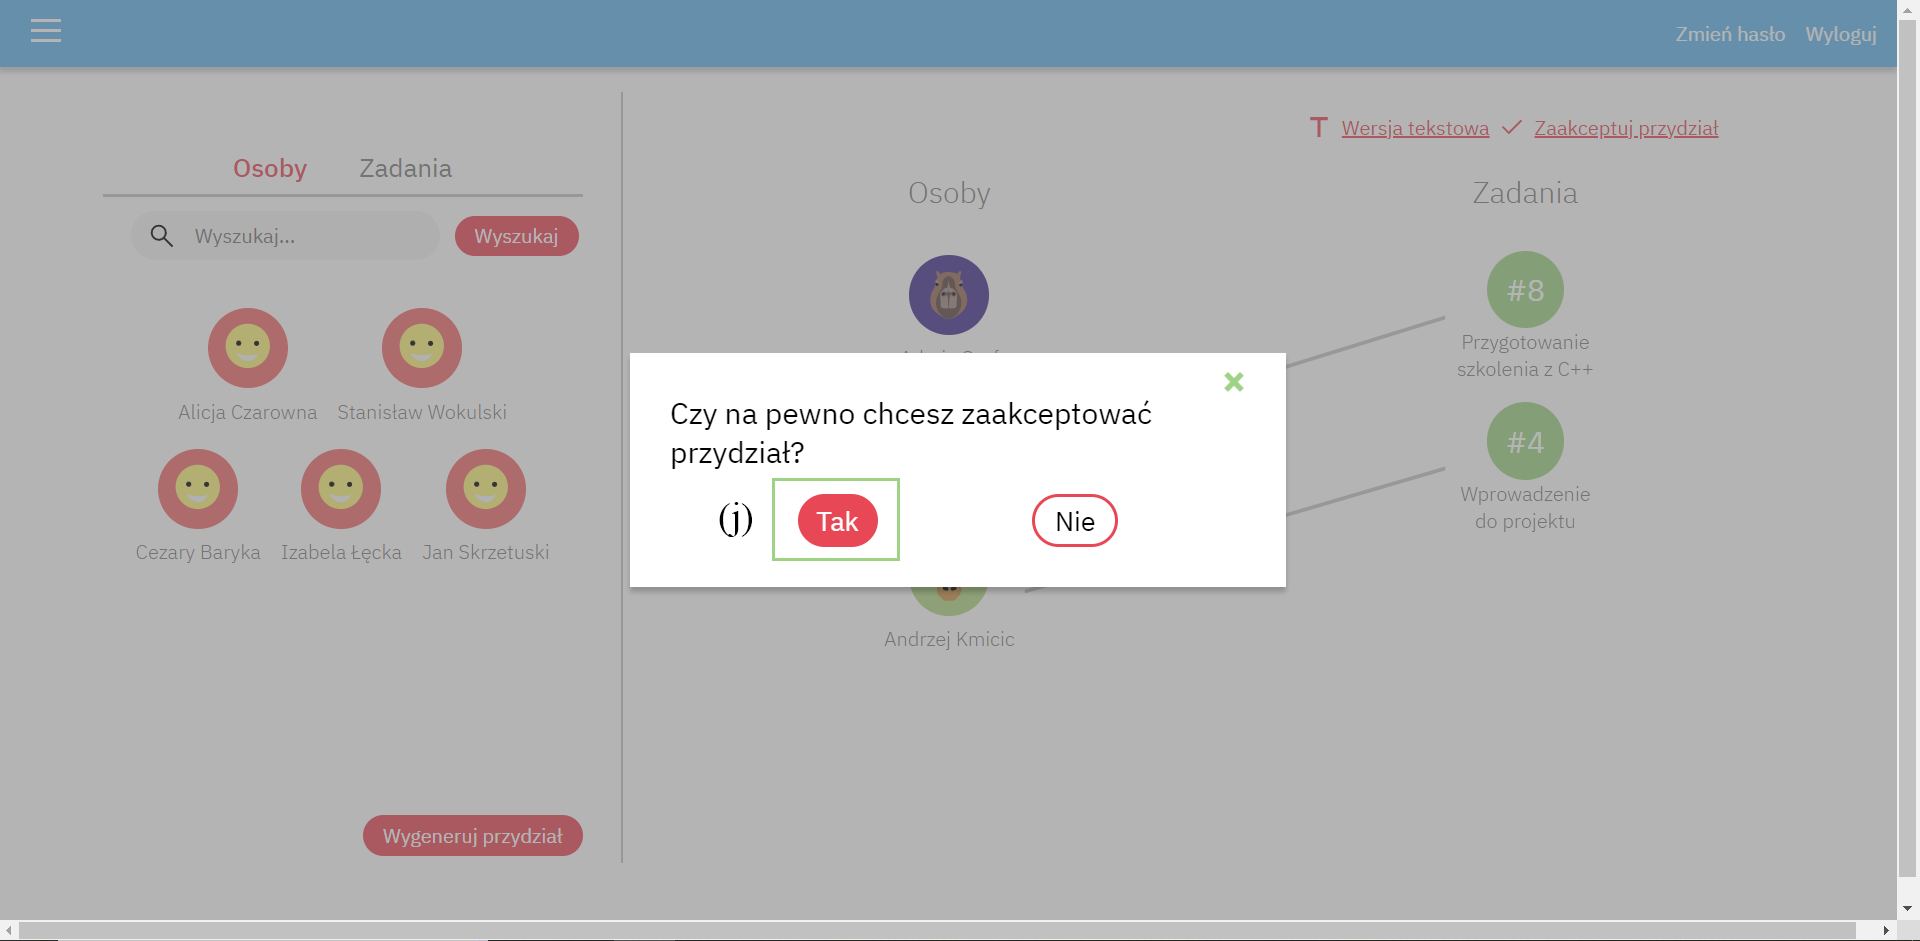 Zmień hasło Wyloguj
Wersja tekstowa Zaakceptuj przydział
Osoby Zadania
Wyszukaj... Wyszukaj
Alicja Czarowna Stanisław Wokulski
Cezary Baryka Izabela Łęcka Jan Skrzetuski
Wygeneruj przydział
Osoby Zadania
#8
Przygotowanie
szkolenia z C++
#4
Wprowadzenie
do projektu
Andrzej Kmicic
Czy na pewno chcesz zaakceptować
przydział?
(j) Tak Nie